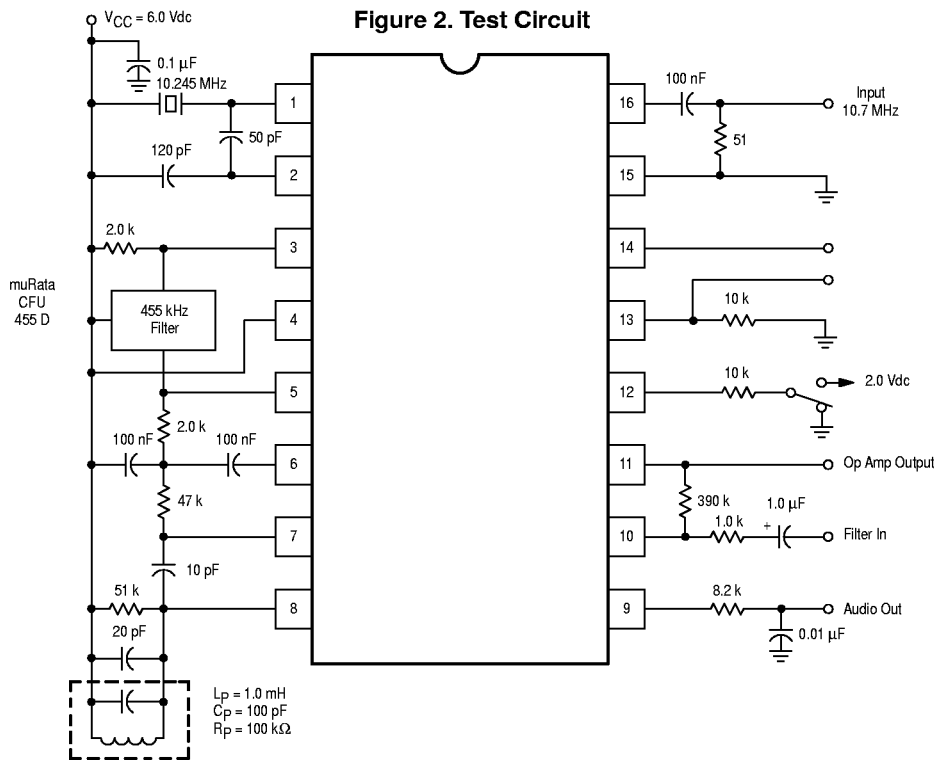 Figure 2. Test Circuit
VCC = 6.0 Vdc
0.1 µF
10.245 MHz
50 pF
120 pF
2.0 k
muRata
CFU
455 D
455 kHz
Filter
2.0 k
100 nF
100 nF
47 k
10 pF
51 k
20 pF
LP = 1.0 mH
CP = 100 pF
RP = 100 kΩ
1
2
3
4
5
6
7
8
16
15
14
13
12
11
10
9
100 nF
Input
10.7 MHz
51
10 k
10 k
2.0 Vdc
Op Amp Output
390 k
1.0 µF
+
1.0 k
Filter In
8.2 k
Audio Out
0.01 µF